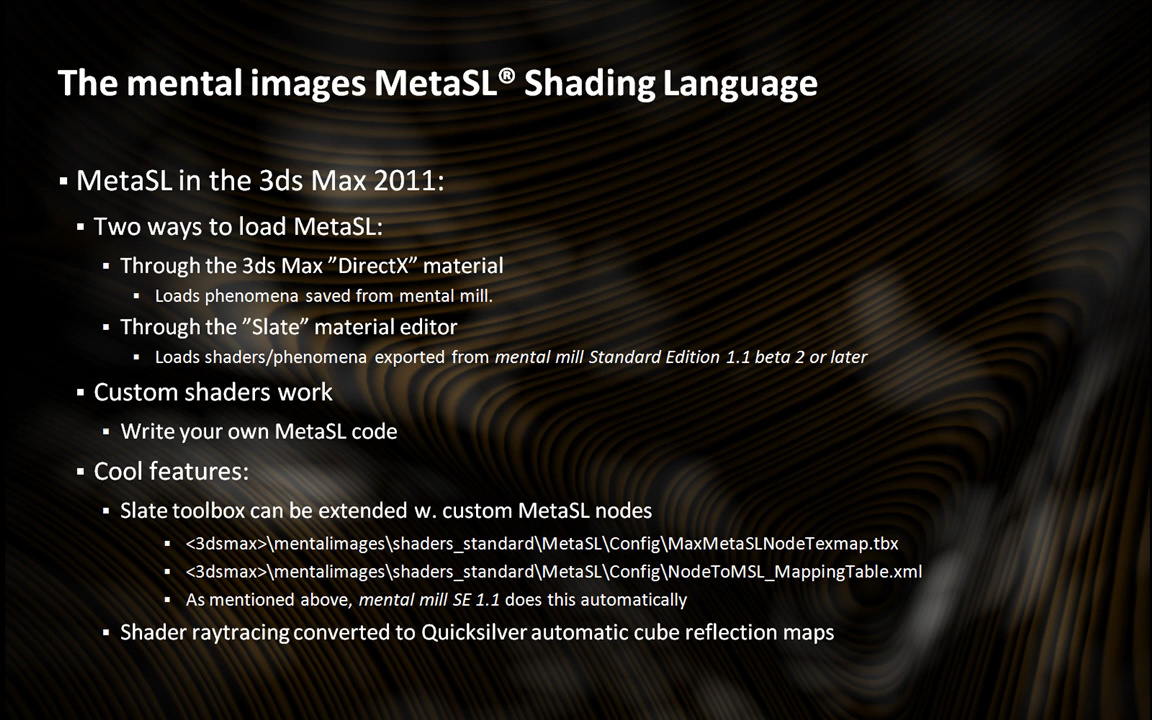 The mental images MetaSL® Shading Language
▪ MetaSL in the 3ds Max 2011:
▪ Two ways to load MetaSL:
▪ Through the 3ds Max ”DirectX” material
▪ Loads phenomena saved from mental mill.
▪ Through the ”Slate” material editor
▪ Loads shaders/phenomena exported from mental mill Standard Edition 1.1 beta 2 or later
▪ Custom shaders work
▪ Write your own MetaSL code
▪ Cool features:
▪ Slate toolbox can be extended w. custom MetaSL nodes
▪ <3dsmax>\mentalimages\shaders_standard\MetaSL\Config\MaxMetaSLNodeTexmap.tbx
▪ <3dsmax>\mentalimages\shaders_standard\MetaSL\Config\NodeToMSL_MappingTable.xml
▪ As mentioned above, mental mill SE 1.1 does this automatically
▪ Shader raytracing converted to Quicksilver automatic cube reflection maps